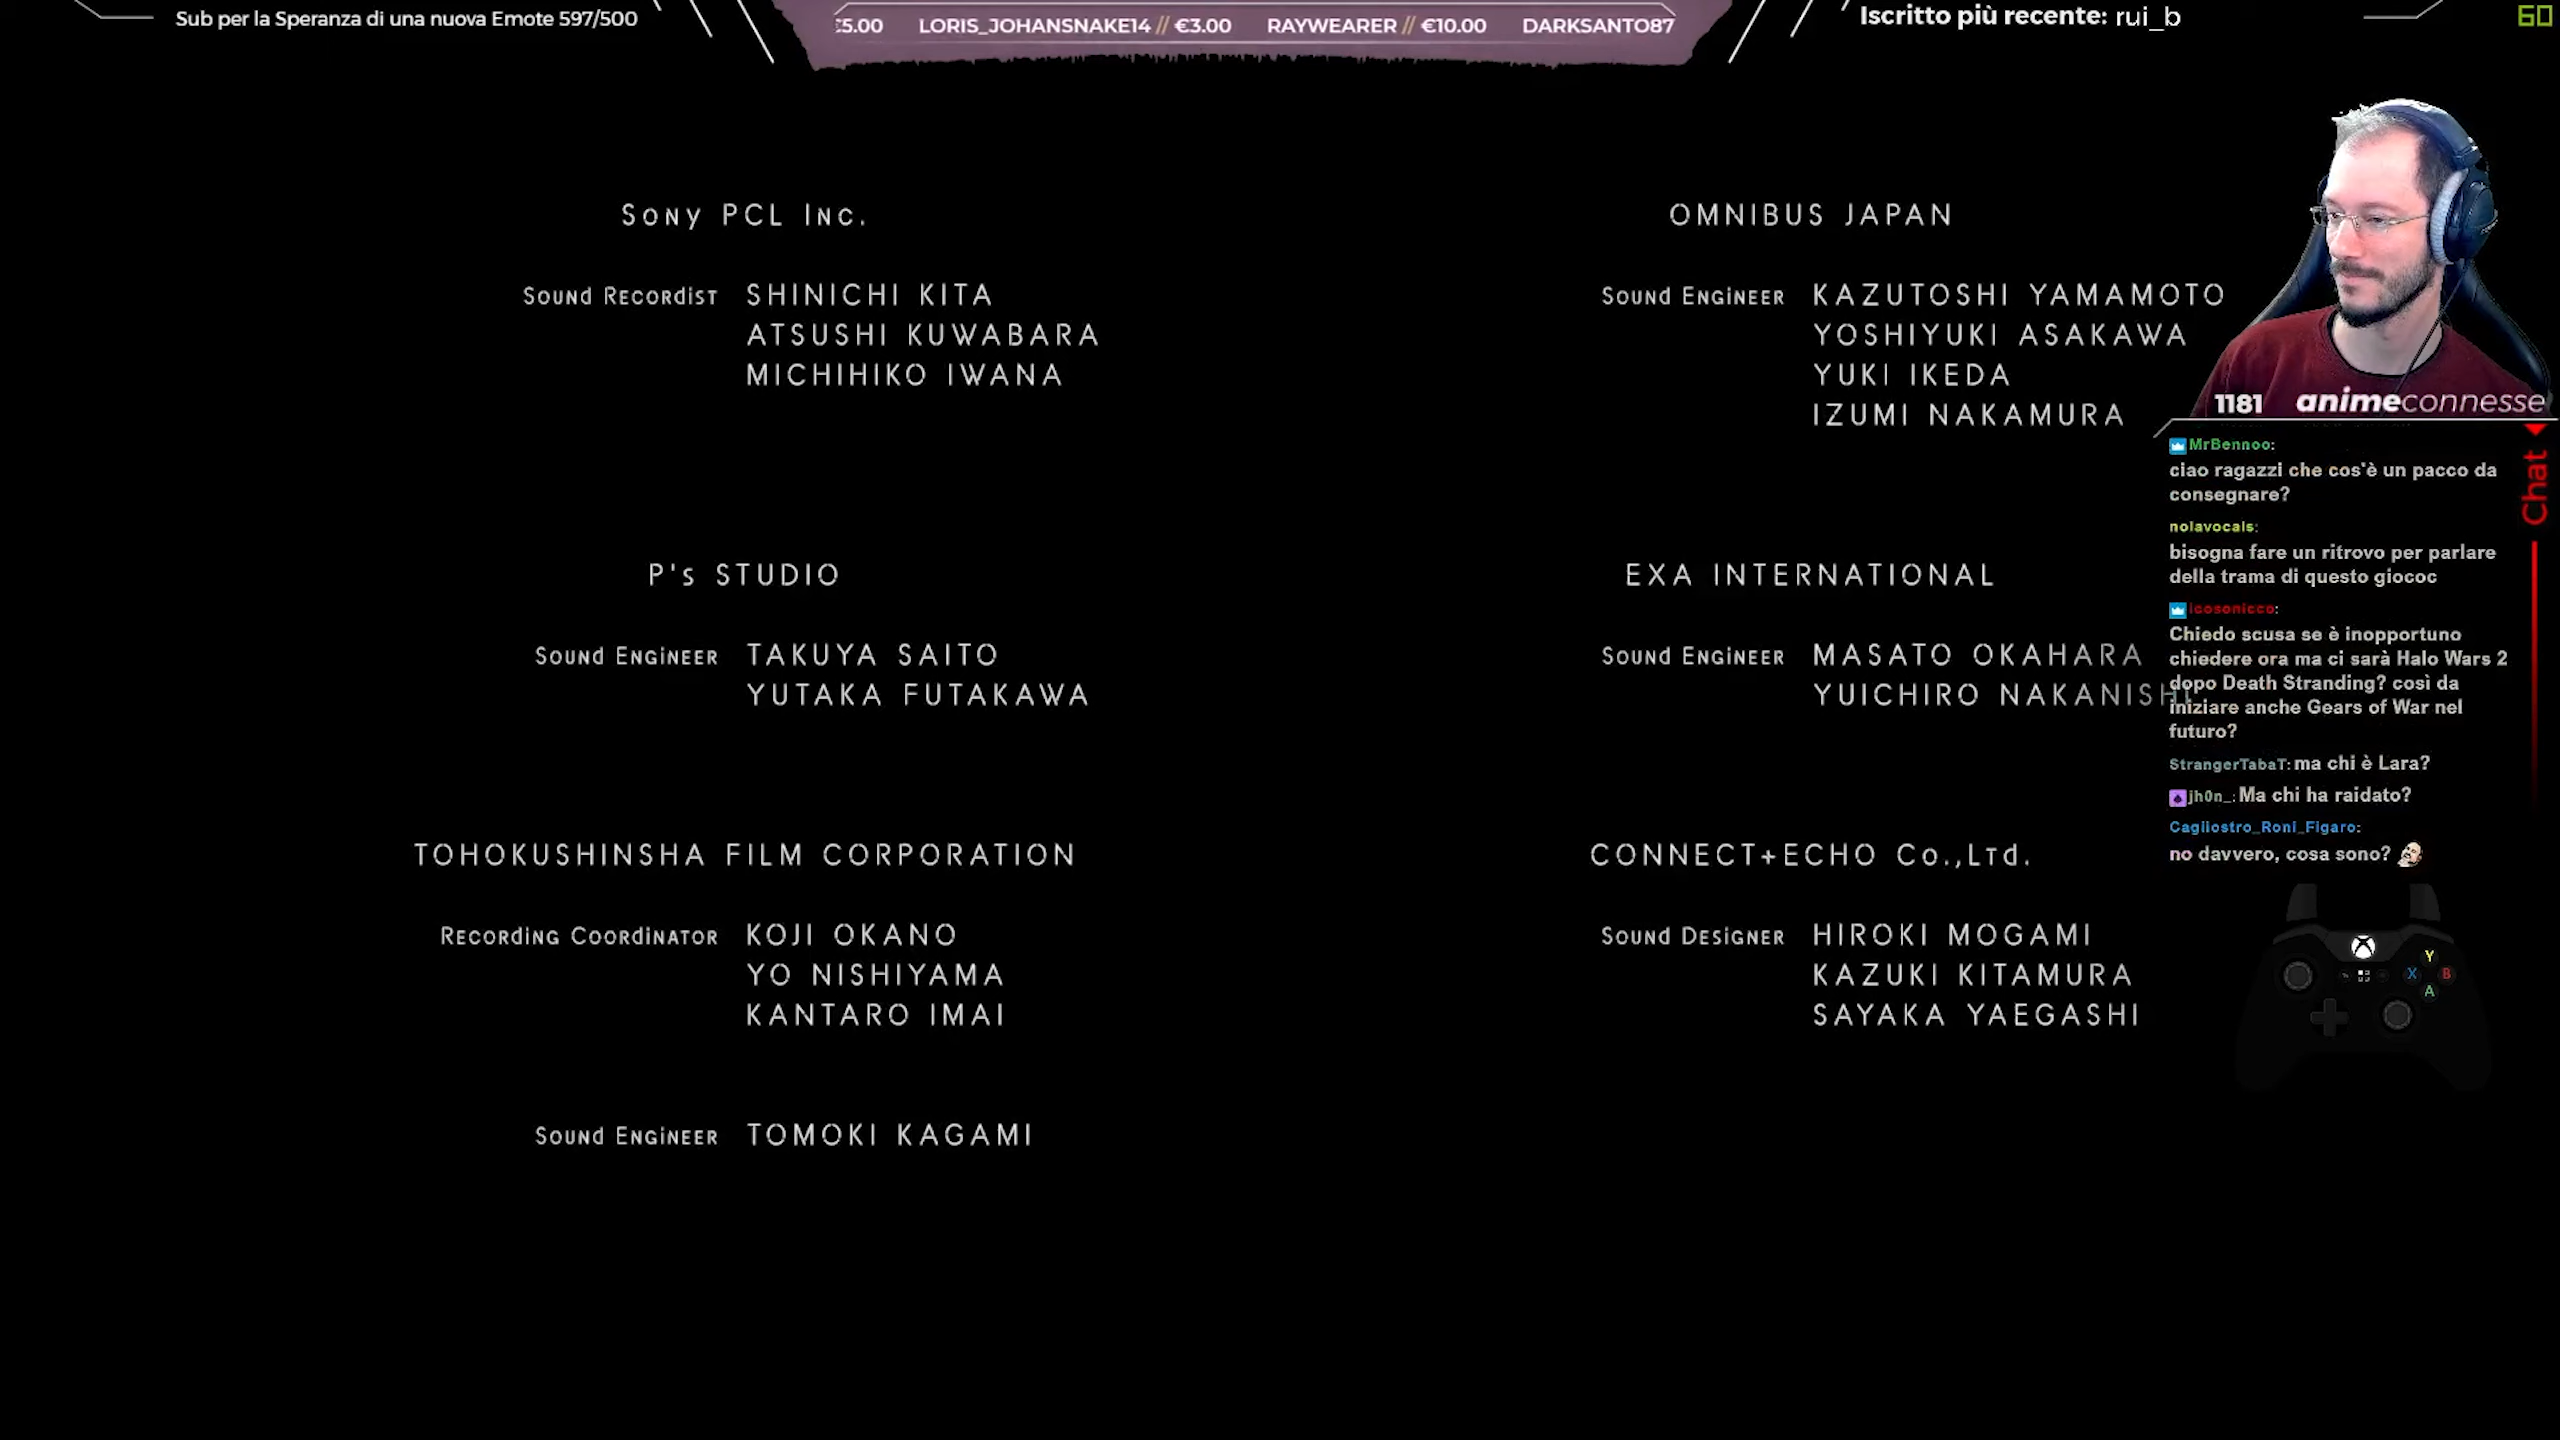 Sub per la Speranza di una nuova Emote 597/500
5.00 LORIS_JOHANSNAKE14 // €3.00 RAYWEARER // €10.00 DARKSANTO87
Iscritto più recente: rui_b
60
Sony PCL Inc.
Sound Recordist SHINICHI KITA
ATSUSHI KUWABARA
MICHIHIKO IWANA
OMNIBUS JAPAN
Sound Engineer KAZUTOSHI YAMAMOTO
YOSHIYUKI ASAKAWA
YUKI IKEDA
IZUMI NAKAMURA
P's STUDIO
Sound Engineer TAKUYA SAITO
YUTAKA FUTAKAWA
EXA INTERNATIONAL
Sound Engineer MASATO OKAHARA
YUICHIRO NAKANISHI
TOHOKUSHINSHA FILM CORPORATION
Recording Coordinator KOJI OKANO
YO NISHIYAMA
KANTARO IMAI
Sound Engineer TOMOKI KAGAMI
CONNECT+ECHO Co.,Ltd.
Sound Designer HIROKI MOGAMI
KAZUKI KITAMURA
SAYAKA YAEGASHI
1181 animeconnesse
Chat
MrBennoo:
ciao ragazzi che cos'è un pacco da
consegnare?
nolavocals:
bisogna fare un ritrovo per parlare
della trama di questo giococ
icosonicco:
Chiedo scusa se è inopportuno
chiedere ora ma ci sarà Halo Wars 2
dopo Death Stranding? così da
iniziare anche Gears of War nel
futuro?
StrangerTabaT: ma chi è Lara?
jh0n_: Ma chi ha raidato?
Cagliostro_Roni_Figaro:
no davvero, cosa sono?
Y
X B
A